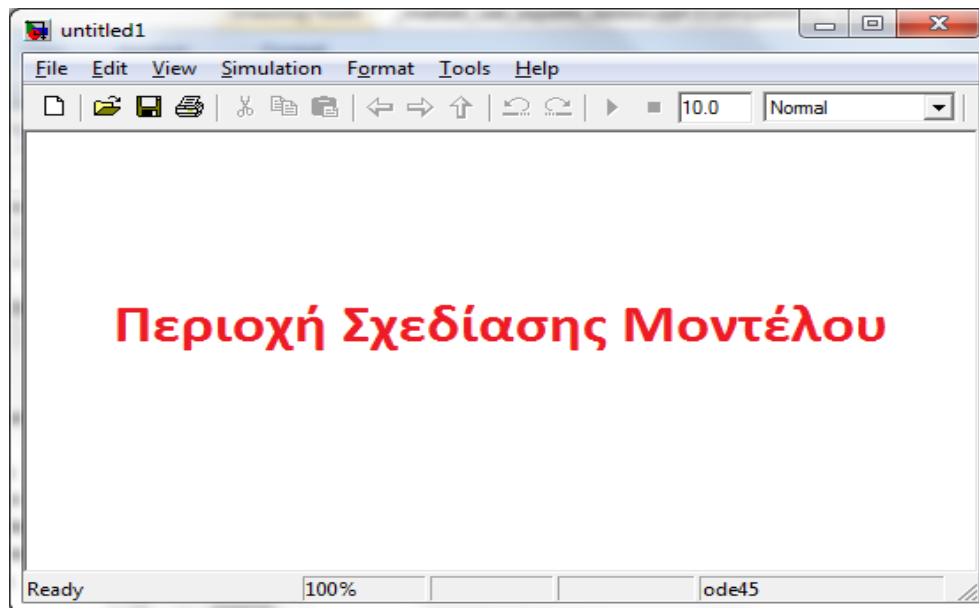 untitled1
File Edit View Simulation Format Tools Help
10.0 Normal
Περιοχή Σχεδίασης Μοντέλου
Ready 100% ode45